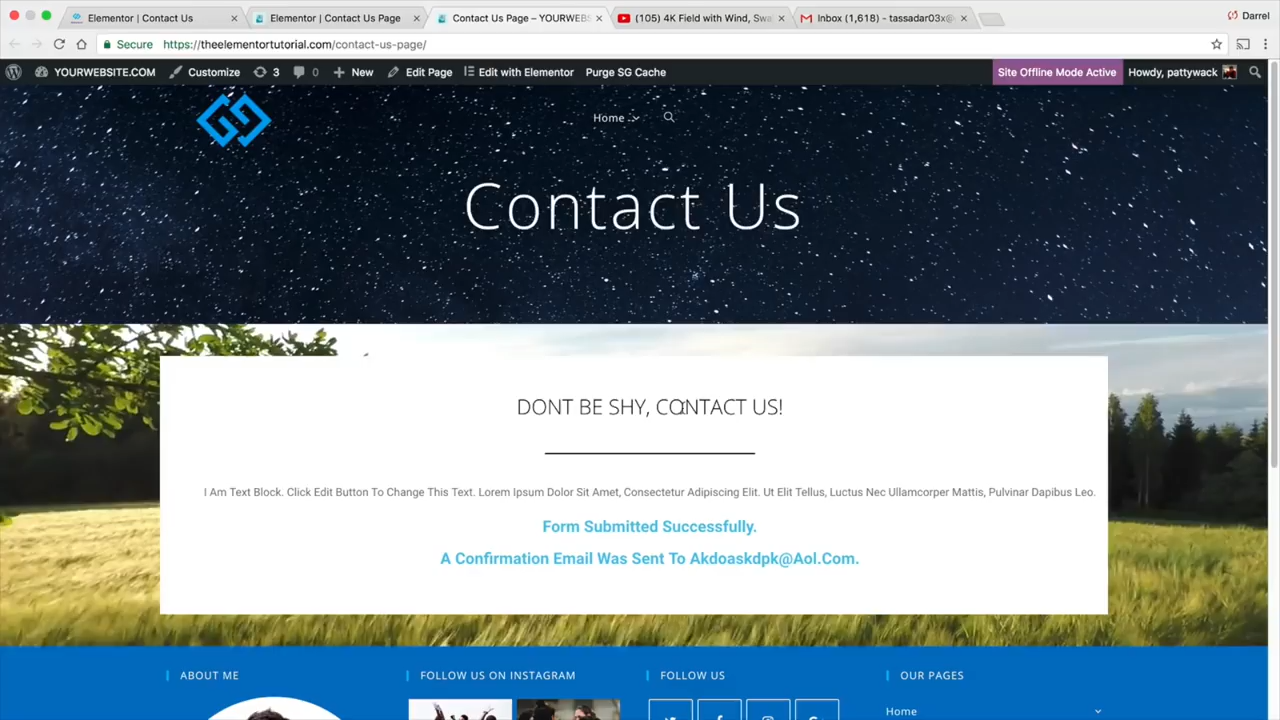 Elementor | Contact Us
Elementor | Contact Us Page
Contact Us Page – YOURWEBS
(105) 4K Field with Wind, Swa
Inbox (1,618) - tassadar03x@
Darrel
Secure
https://theelementortutorial.com/contact-us-page/
YOURWEBSITE.COM
Customize
3
0
New
Edit Page
Edit with Elementor
Purge SG Cache
Site Offline Mode Active
Howdy, pattywack
Home
Contact Us
DONT BE SHY, CONTACT US!
I Am Text Block. Click Edit Button To Change This Text. Lorem Ipsum Dolor Sit Amet, Consectetur Adipiscing Elit. Ut Elit Tellus, Luctus Nec Ullamcorper Mattis, Pulvinar Dapibus Leo.
Form Submitted Successfully.
A Confirmation Email Was Sent To Akdoaskdpk@Aol.Com.
ABOUT ME
FOLLOW US ON INSTAGRAM
FOLLOW US
OUR PAGES
Home